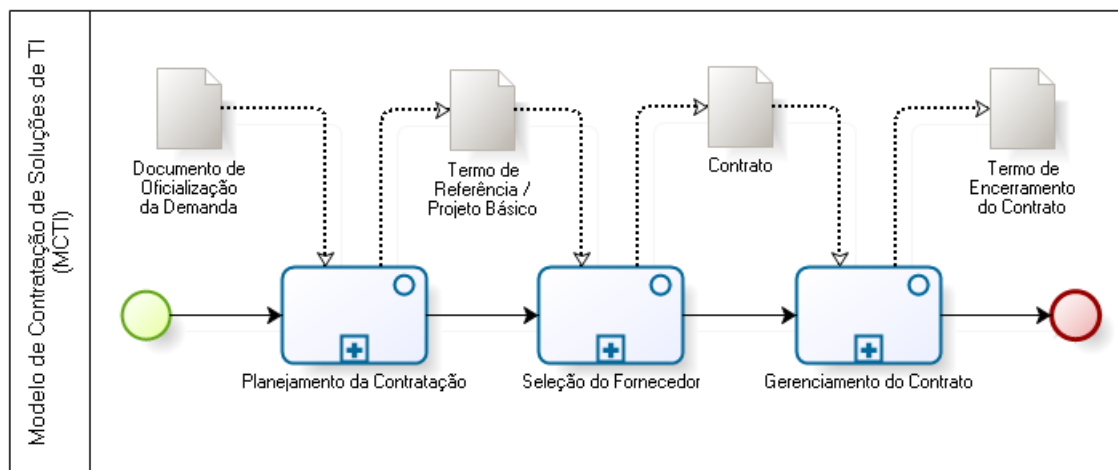 Modelo de Contratação de Soluções de TI
(MCTI)
Documento de
Oficialização
da Demanda
Termo de
Referência /
Projeto Básico
Contrato
Termo de
Encerramento
do Contrato
Planejamento da Contratação
Seleção do Fornecedor
Gerenciamento do Contrato